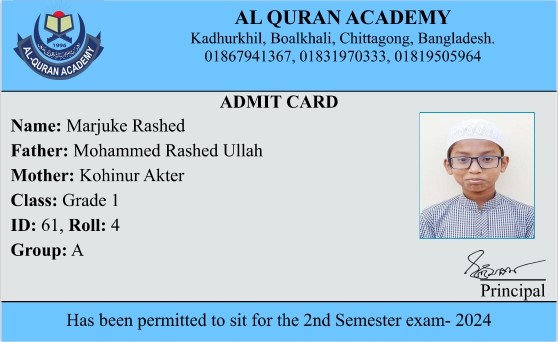 AL QURAN ACADEMY
Kadhurkhil, Boalkhali, Chittagong, Bangladesh.
01867941367, 01831970333, 01819505964
1996
AL-QURAN ACADEMY
ADMIT CARD
Name: Marjuke Rashed
Father: Mohammed Rashed Ullah
Mother: Kohinur Akter
Class: Grade 1
ID: 61, Roll: 4
Group: A
Principal
Has been permitted to sit for the 2nd Semester exam- 2024